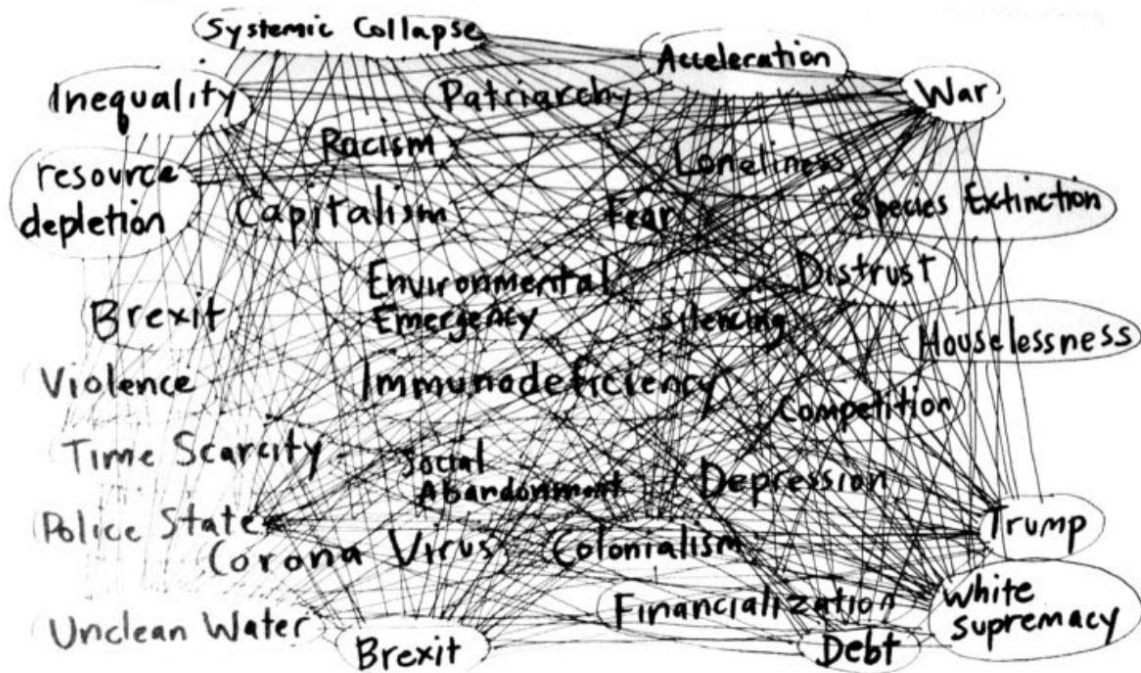 Systemic Collapse
Acceleration
Inequality
Patriarchy
War
Racism
Loneliness
resource
depletion
Capitalism
Fear
Species Extinction
Environmental
Emergency
Distrust
Brexit
silencing
Houselessness
Violence
Immunodeficiency
Competition
Time Scarcity
Social
Abandonment
Depression
Police State
Corona Virus
Colonialism
Trump
Unclean Water
Brexit
Financialization
Debt
White
supremacy